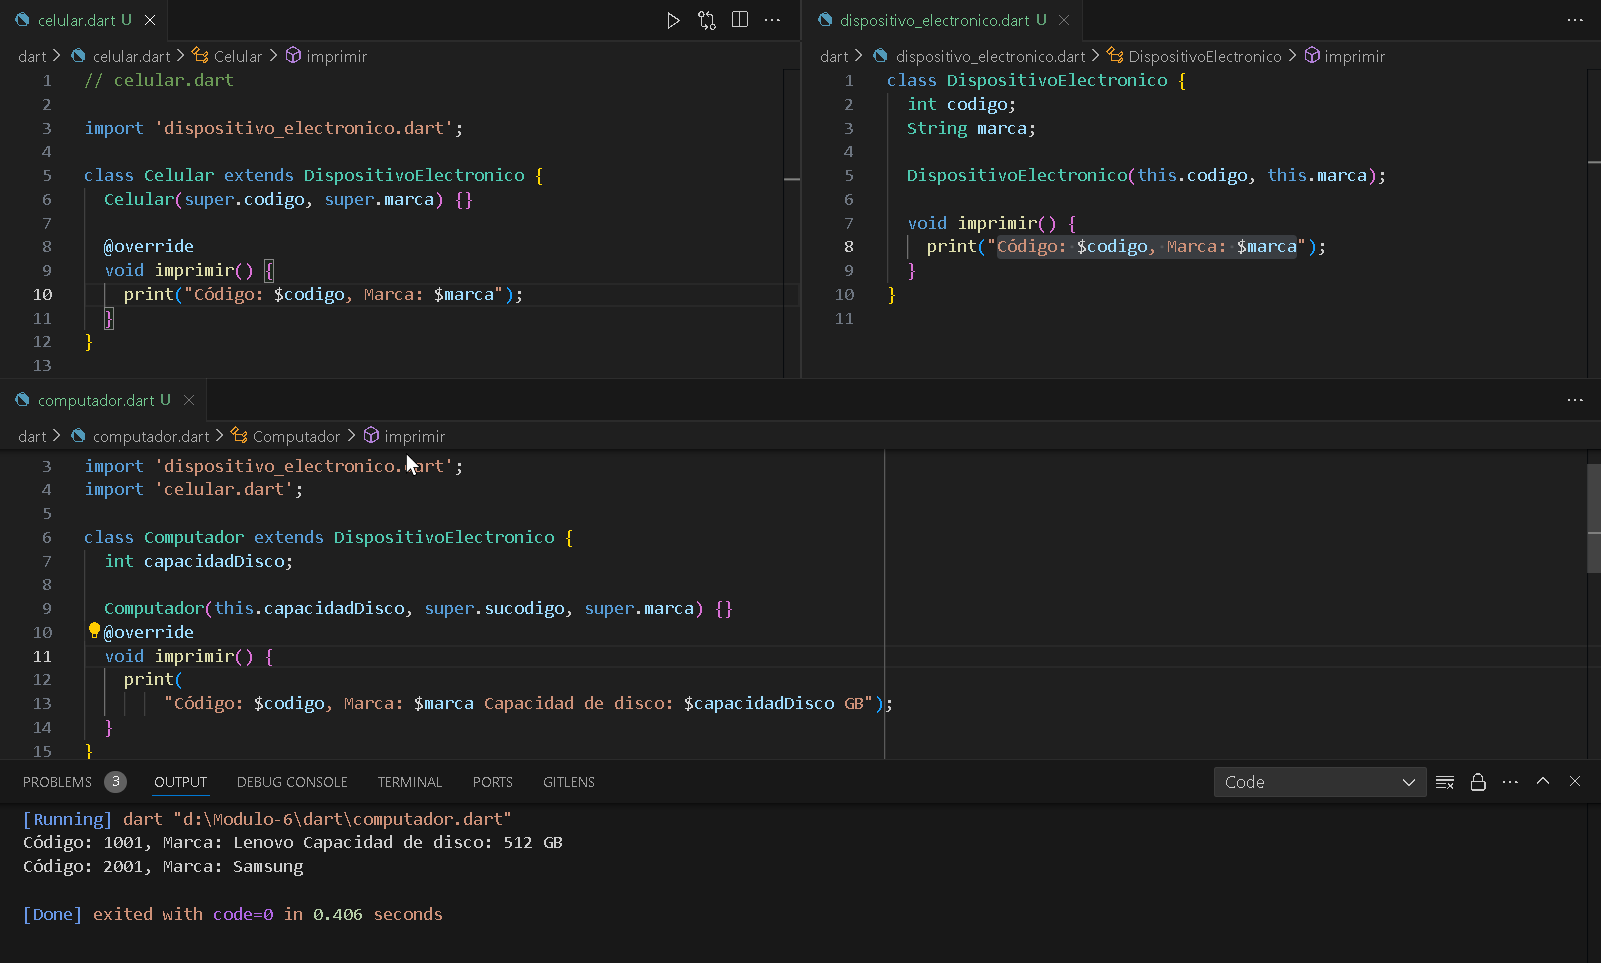 celular.dart U
dart > celular.dart > Celular > imprimir
1 // celular.dart
2
3 import 'dispositivo_electronico.dart';
4
5 class Celular extends DispositivoElectronico {
6   Celular(super.codigo, super.marca) {}
7
8   @override
9   void imprimir() {
10     print("Código: $codigo, Marca: $marca");
11   }
12 }
13
dispositivo_electronico.dart U
dart > dispositivo_electronico.dart > DispositivoElectronico > imprimir
1 class DispositivoElectronico {
2   int codigo;
3   String marca;
4
5   DispositivoElectronico(this.codigo, this.marca);
6
7   void imprimir() {
8     print("Código: $codigo, Marca: $marca");
9   }
10 }
11
computador.dart U
dart > computador.dart > Computador > imprimir
3 import 'dispositivo_electronico.dart';
4 import 'celular.dart';
5
6 class Computador extends DispositivoElectronico {
7   int capacidadDisco;
8
9   Computador(this.capacidadDisco, super.sucodigo, super.marca) {}
10   @override
11   void imprimir() {
12     print(
13         "Código: $codigo, Marca: $marca Capacidad de disco: $capacidadDisco GB");
14   }
15 }
PROBLEMS 3 OUTPUT DEBUG CONSOLE TERMINAL PORTS GITLENS Code
[Running] dart "d:\Modulo-6\dart\computador.dart"
Código: 1001, Marca: Lenovo Capacidad de disco: 512 GB
Código: 2001, Marca: Samsung
[Done] exited with code=0 in 0.406 seconds